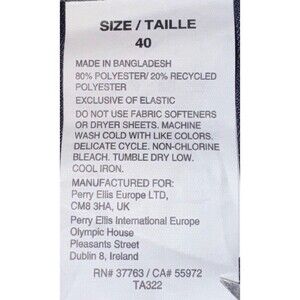 SIZE / TAILLE
40
MADE IN BANGLADESH
80% POLYESTER/ 20% RECYCLED
POLYESTER
EXCLUSIVE OF ELASTIC
DO NOT USE FABRIC SOFTENERS
OR DRYER SHEETS. MACHINE
WASH COLD WITH LIKE COLORS.
DELICATE CYCLE. NON-CHLORINE
BLEACH. TUMBLE DRY LOW.
COOL IRON.
MANUFACTURED FOR:
Perry Ellis Europe LTD,
CM8 3HA, UK
Perry Ellis International Europe
Olympic House
Pleasants Street
Dublin 8, Ireland
RN# 37763 / CA# 55972
TA322